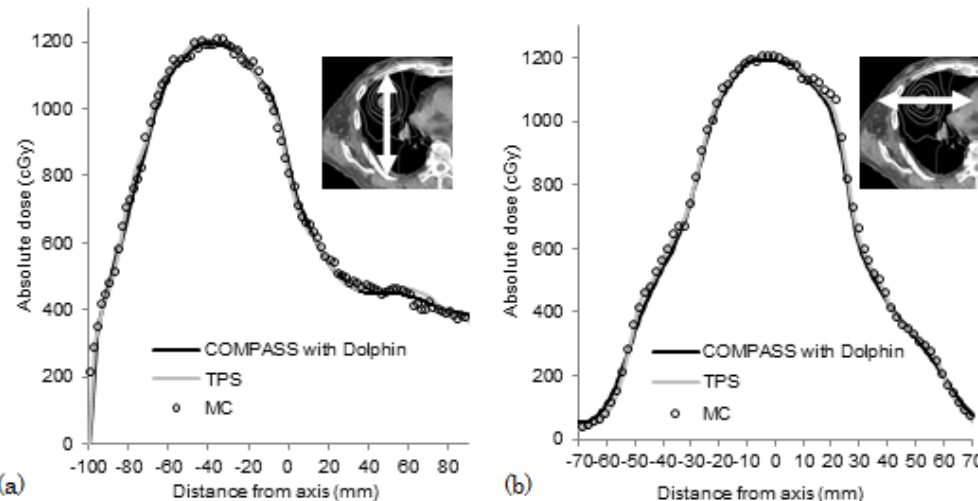 1200
1000
800
600
400
200
0
Absolute dose (cGy)
COMPASS with Dolphin
TPS
MC
-100 -80 -60 -40 -20 0 20 40 60 80
Distance from axis (mm)
(a)
1200
1000
800
600
400
200
0
Absolute dose (cGy)
COMPASS with Dolphin
TPS
MC
-70-60-50-40-30-20-10 0 10 20 30 40 50 60 70
Distance from axis (mm)
(b)